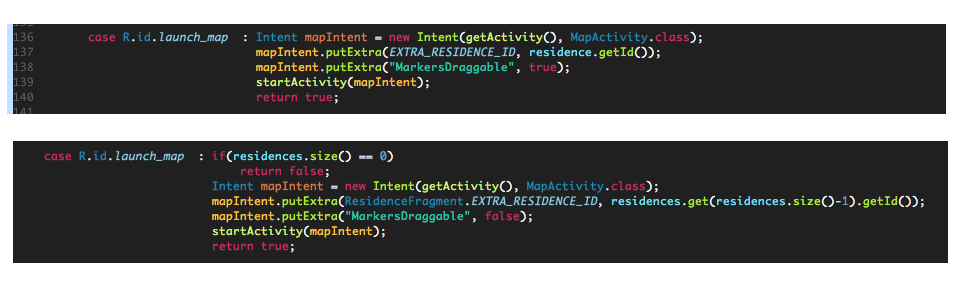 136 case R.id.launch_map : Intent mapIntent = new Intent(getActivity(), MapActivity.class);
137 mapIntent.putExtra(EXTRA_RESIDENCE_ID, residence.getId());
138 mapIntent.putExtra("MarkersDraggable", true);
139 startActivity(mapIntent);
140 return true;
141
case R.id.launch_map : if(residences.size() == 0)
return false;
Intent mapIntent = new Intent(getActivity(), MapActivity.class);
mapIntent.putExtra(ResidenceFragment.EXTRA_RESIDENCE_ID, residences.get(residences.size()-1).getId());
mapIntent.putExtra("MarkersDraggable", false);
startActivity(mapIntent);
return true;